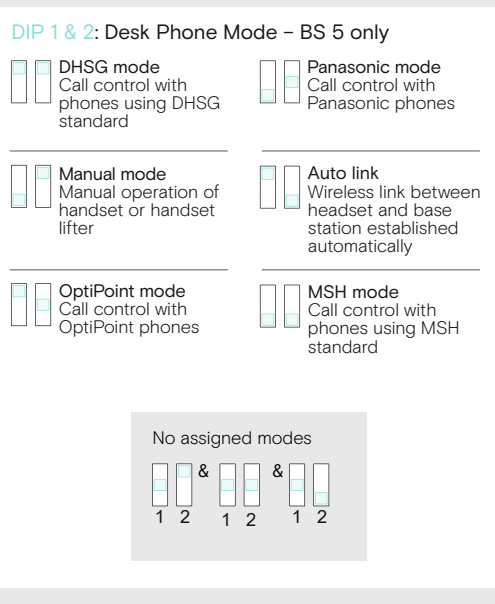 DIP 1 & 2: Desk Phone Mode – BS 5 only
DHSG mode
Call control with
phones using DHSG
standard
Panasonic mode
Call control with
Panasonic phones
Manual mode
Manual operation of
handset or handset
lifter
Auto link
Wireless link between
headset and base
station established
automatically
OptiPoint mode
Call control with
OptiPoint phones
MSH mode
Call control with
phones using MSH
standard
No assigned modes
& &
1 2 1 2 1 2